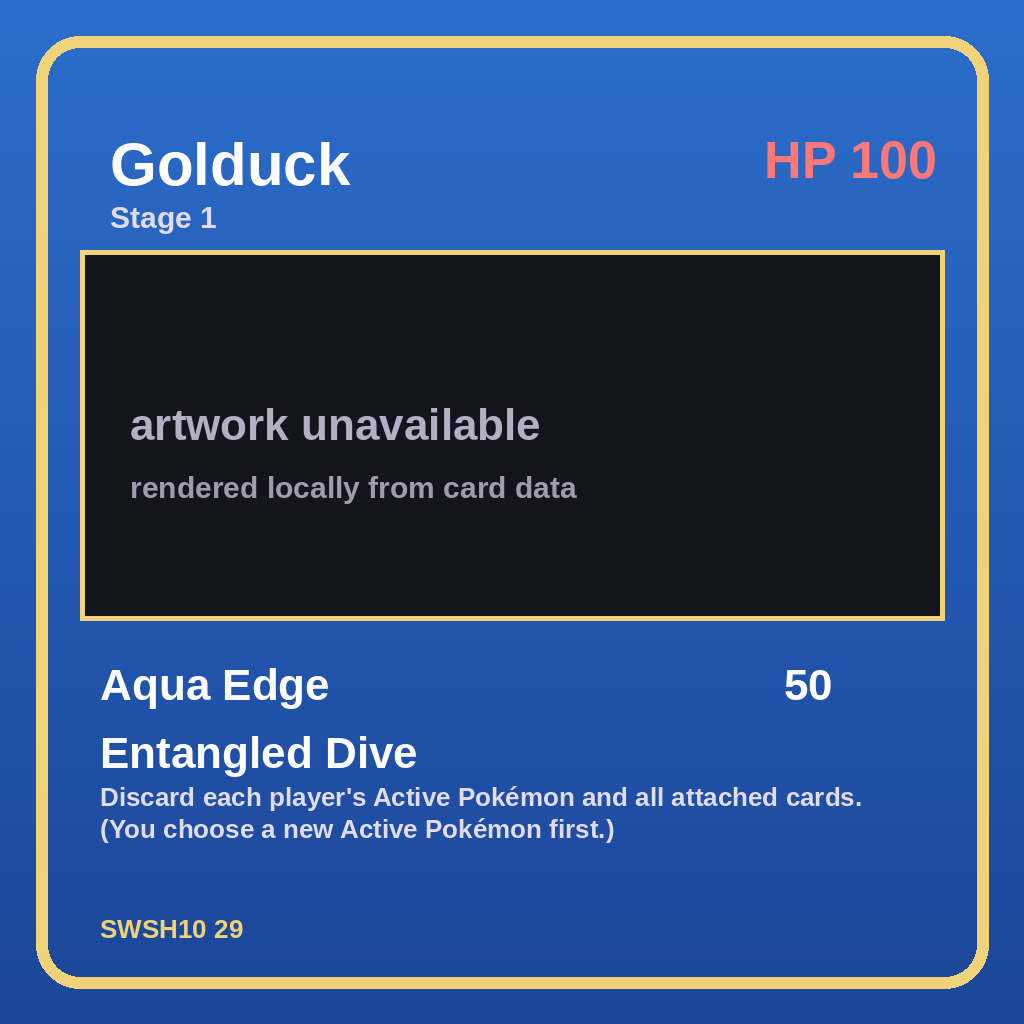 Golduck
HP 100
Stage 1
artwork unavailable
rendered locally from card data
Aqua Edge
50
Entangled Dive
Discard each player's Active Pokémon and all attached cards.
(You choose a new Active Pokémon first.)
SWSH10 29